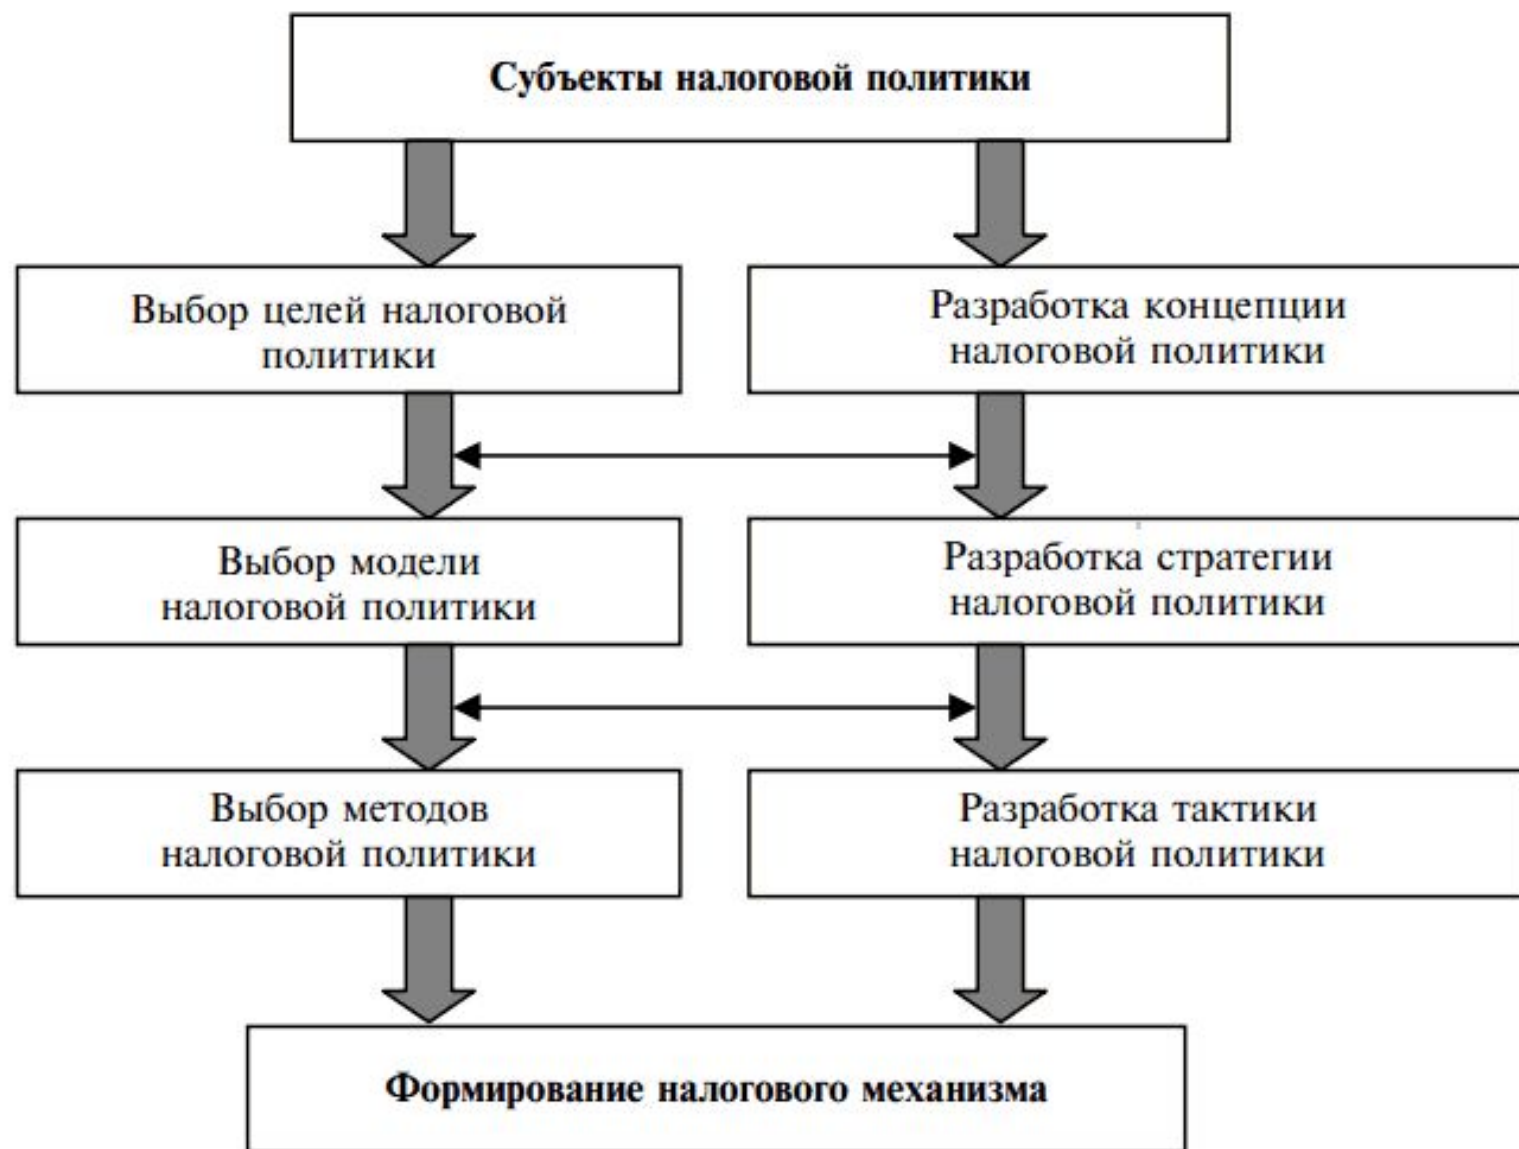 Субъекты налоговой политики
Выбор целей налоговой
политики
Разработка концепции
налоговой политики
Выбор модели
налоговой политики
Разработка стратегии
налоговой политики
Выбор методов
налоговой политики
Разработка тактики
налоговой политики
Формирование налогового механизма